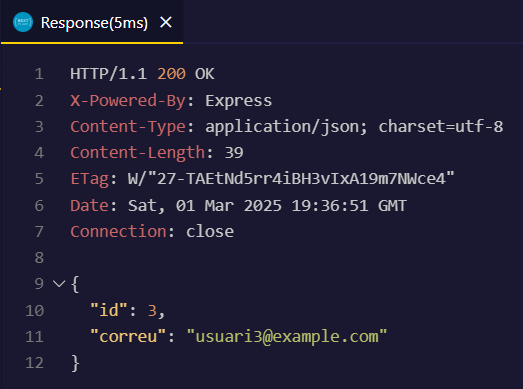 REST
Response(5ms)
1 HTTP/1.1 200 OK
2 X-Powered-By: Express
3 Content-Type: application/json; charset=utf-8
4 Content-Length: 39
5 ETag: W/"27-TAEtNd5rr4iBH3vIxA19m7NWce4"
6 Date: Sat, 01 Mar 2025 19:36:51 GMT
7 Connection: close
8
9 {
10 "id": 3,
11 "correu": "usuari3@example.com"
12 }